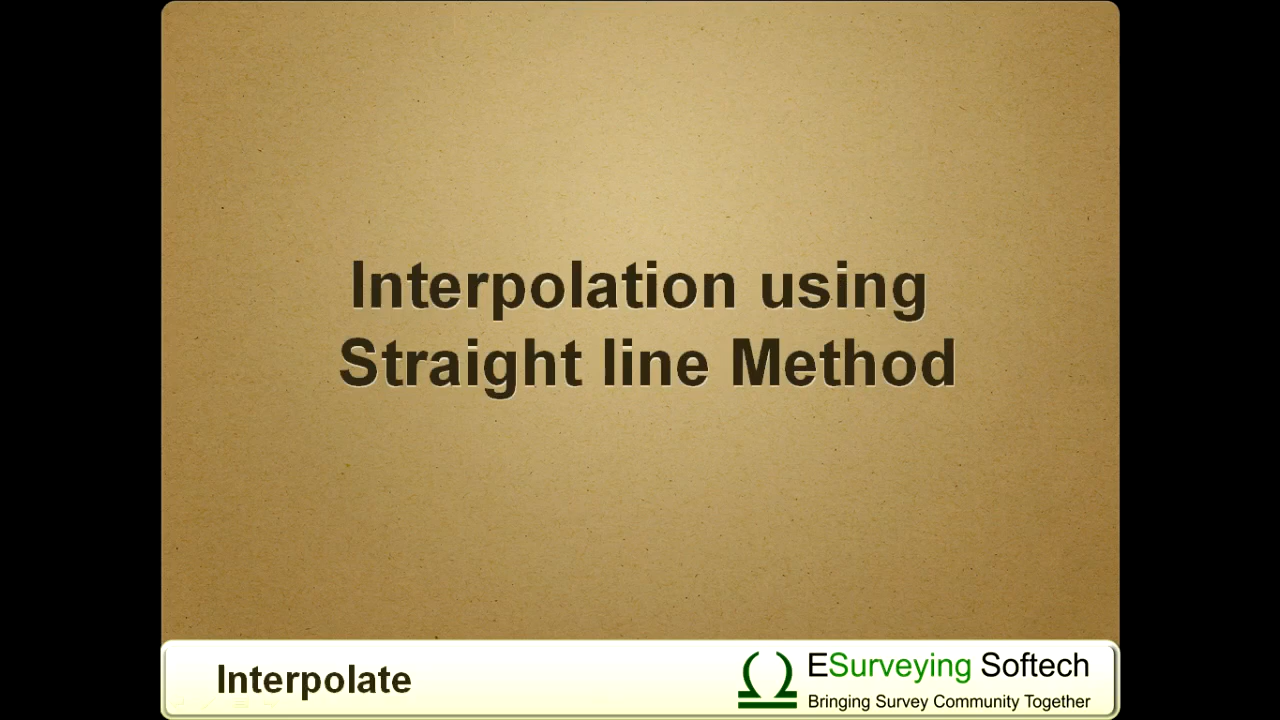 Interpolation using
Straight line Method
Interpolate
ESurveying Softech
Bringing Survey Community Together